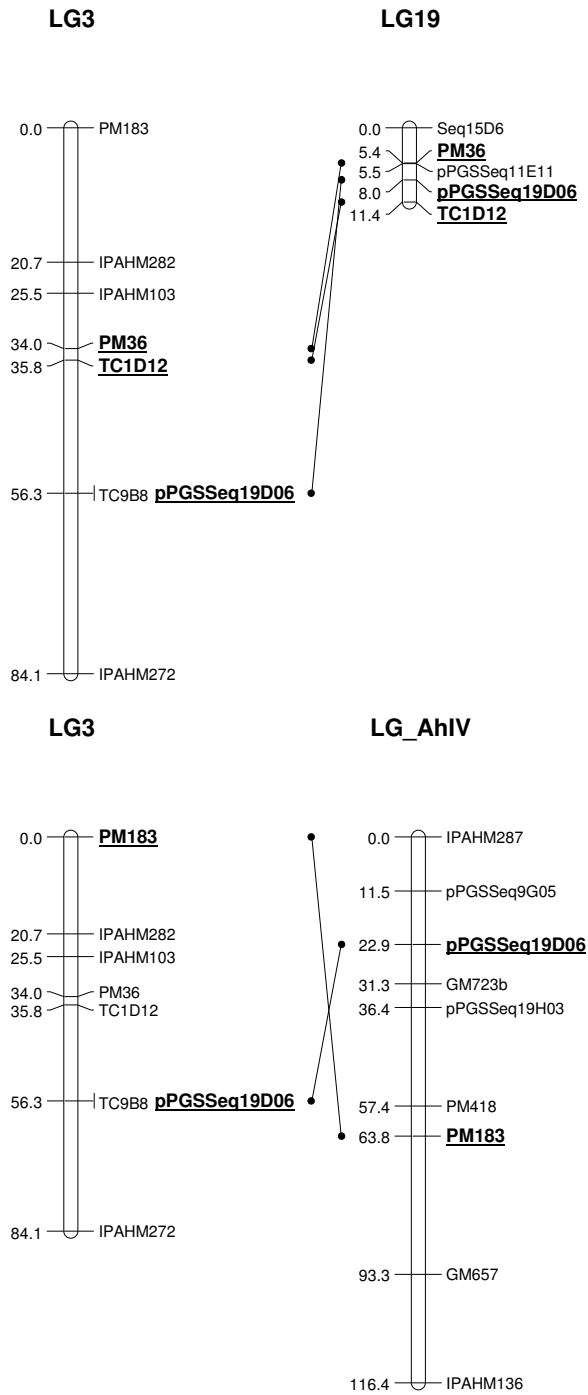 LG3
0.0 PM183
20.7 IPAHM282
25.5 IPAHM103
34.0 PM36
35.8 TC1D12
56.3 TC9B8 pPGSSeq19D06
84.1 IPAHM272
LG19
0.0 Seq15D6
5.4 PM36
5.5 pPGSSeq11E11
8.0 pPGSSeq19D06
11.4 TC1D12
LG3
0.0 PM183
20.7 IPAHM282
25.5 IPAHM103
34.0 PM36
35.8 TC1D12
56.3 TC9B8 pPGSSeq19D06
84.1 IPAHM272
LG_AhIV
0.0 IPAHM287
11.5 pPGSSeq9G05
22.9 pPGSSeq19D06
31.3 GM723b
36.4 pPGSSeq19H03
57.4 PM418
63.8 PM183
93.3 GM657
116.4 IPAHM136